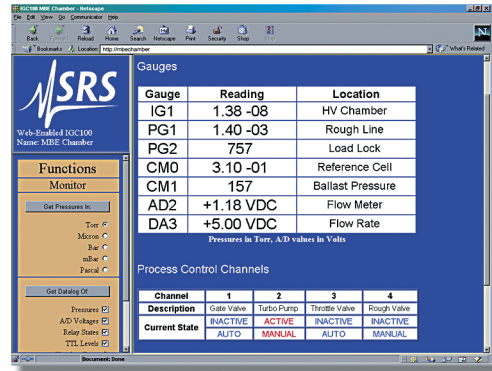 IGC100 MBE Chamber - Netscape
File Edit View Go Communicator Help
Back Forward Reload Home Search Netscape Print Security Shop Stop
Bookmarks Location: http://mbechamber What's Related
N
SRS
Web-Enabled IGC100
Name: MBE Chamber
Functions
Monitor
Get Pressures In:
Torr
Micron
Bar
mBar
Pascal
Get Datalog Of
Pressures
A/D Voltages
Relay States
TTL Levels
Gauges
Gauge Reading Location
IG1 1.38 -08 HV Chamber
PG1 1.40 -03 Rough Line
PG2 757 Load Lock
CM0 3.10 -01 Reference Cell
CM1 157 Ballast Pressure
AD2 +1.18 VDC Flow Meter
DA3 +5.00 VDC Flow Rate
Pressures in Torr, A/D values in Volts
Process Control Channels
Channel 1 2 3 4
Description Gate Valve Turbo Pump Throttle Valve Rough Valve
Current State INACTIVE ACTIVE INACTIVE INACTIVE
AUTO MANUAL AUTO MANUAL
Document: Done